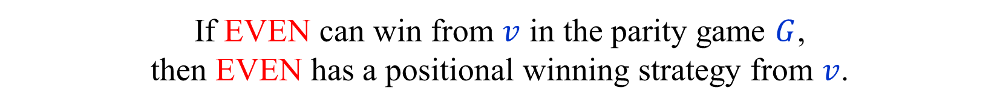 If EVEN can win from 𝑣 in the parity game 𝐺,
then EVEN has a positional winning strategy from 𝑣.